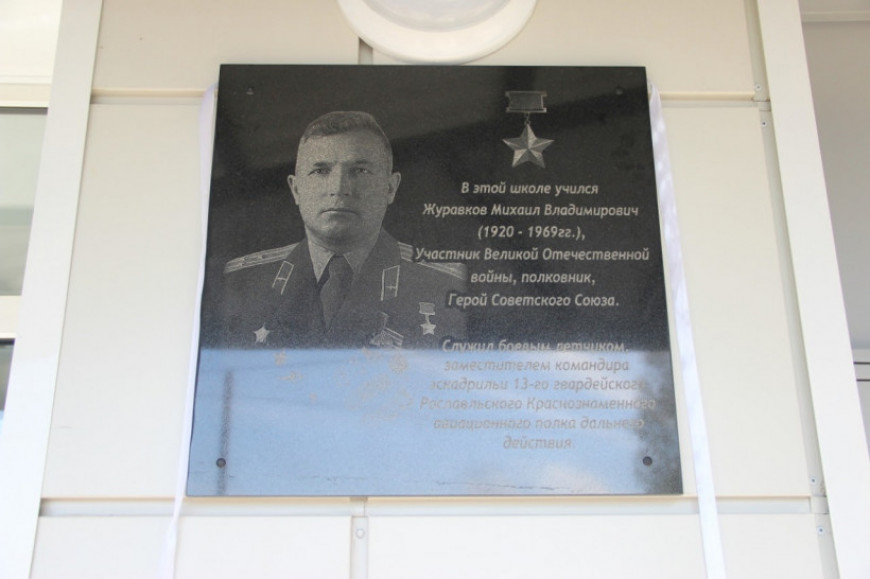 В этой школе учился
Журавков Михаил Владимирович
(1920 - 1969гг.),
Участник Великой Отечественной
войны, полковник,
Герой Советского Союза.
Служил боевым летчиком,
заместителем командира
эскадрильи 13-го гвардейского
Рославльского Краснознаменного
авиационного полка дальнего
действия.